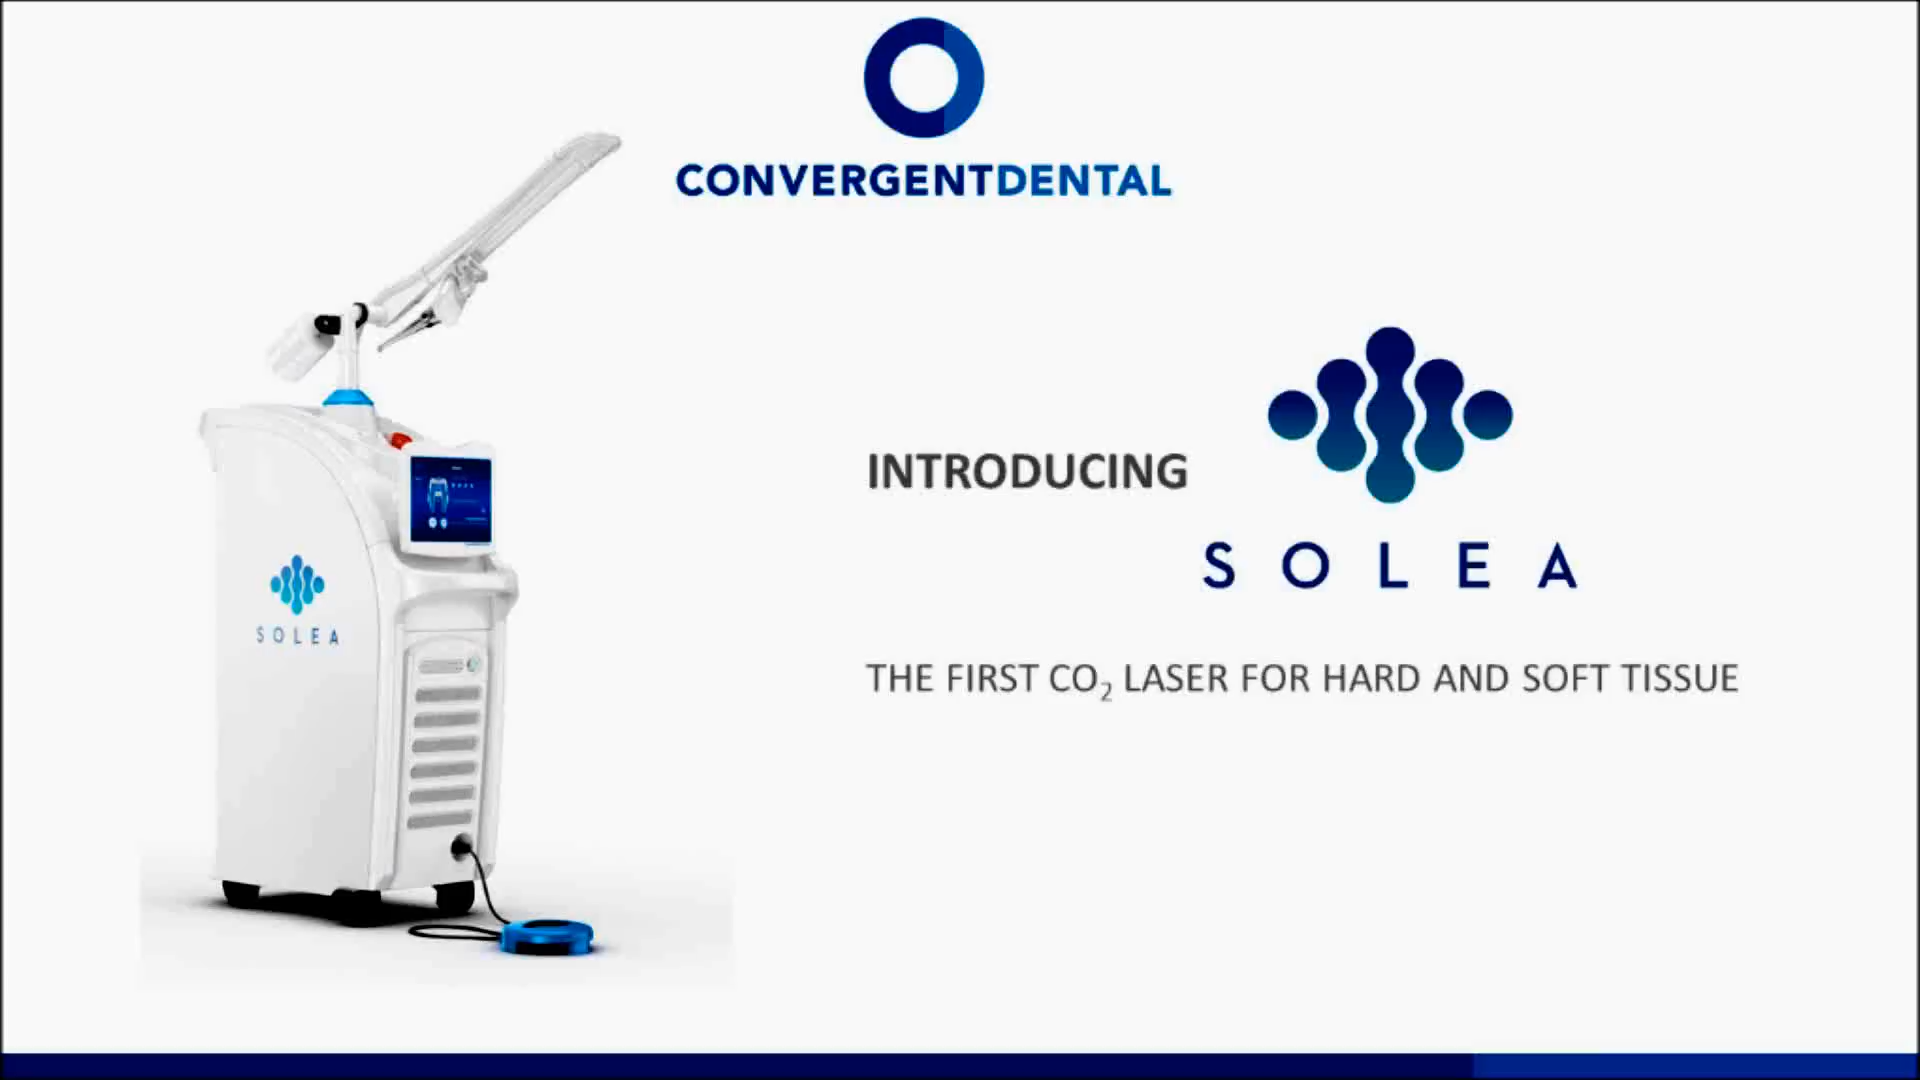 CONVERGENTDENTAL
INTRODUCING
SOLEA
THE FIRST CO₂ LASER FOR HARD AND SOFT TISSUE
SOLEA